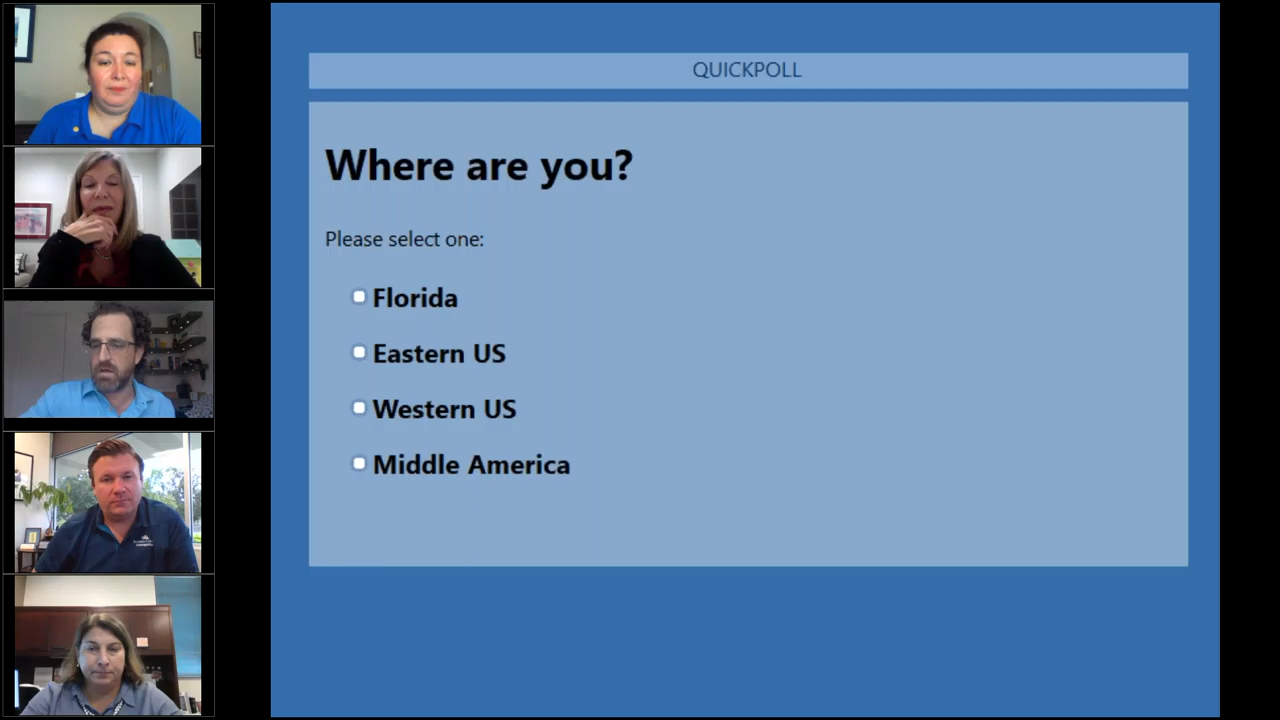 QUICKPOLL
Where are you?
Please select one:
Florida
Eastern US
Western US
Middle America